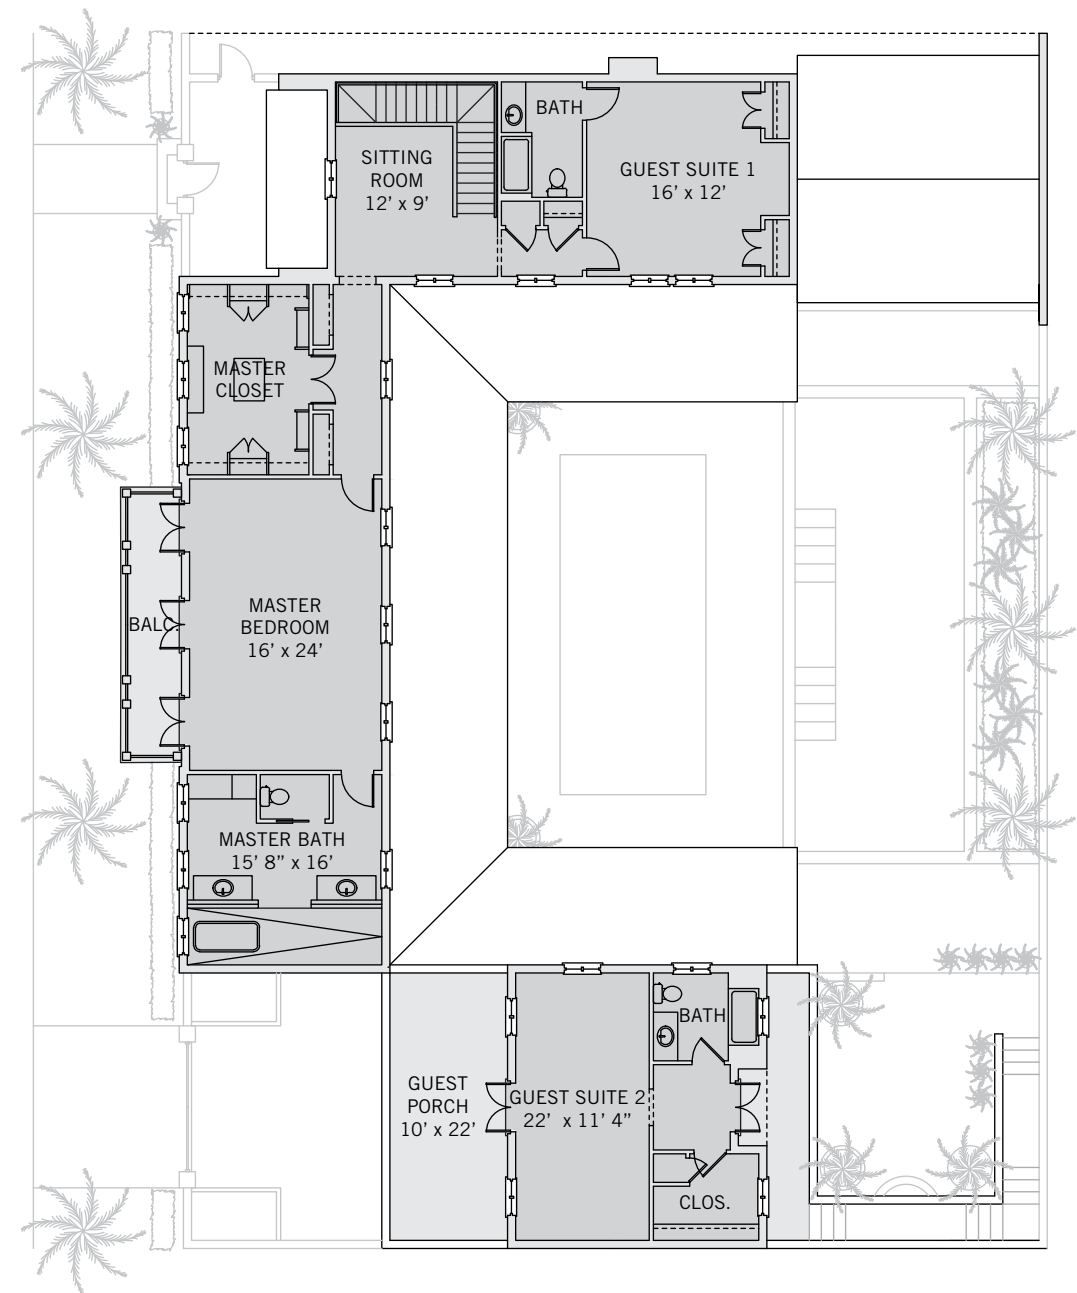 BATH
SITTING
ROOM
12’ x 9’
GUEST SUITE 1
16’ x 12’
MASTER
CLOSET
MASTER
BEDROOM
16’ x 24’
BALC.
MASTER BATH
15’ 8” x 16’
BATH
GUEST
PORCH
10’ x 22’
GUEST SUITE 2
22’ x 11’ 4”
CLOS.